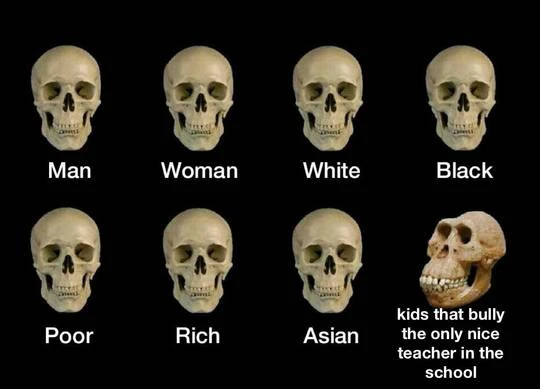 Man
Woman
White
Black
Poor
Rich
Asian
kids that bully
the only nice
teacher in the
school